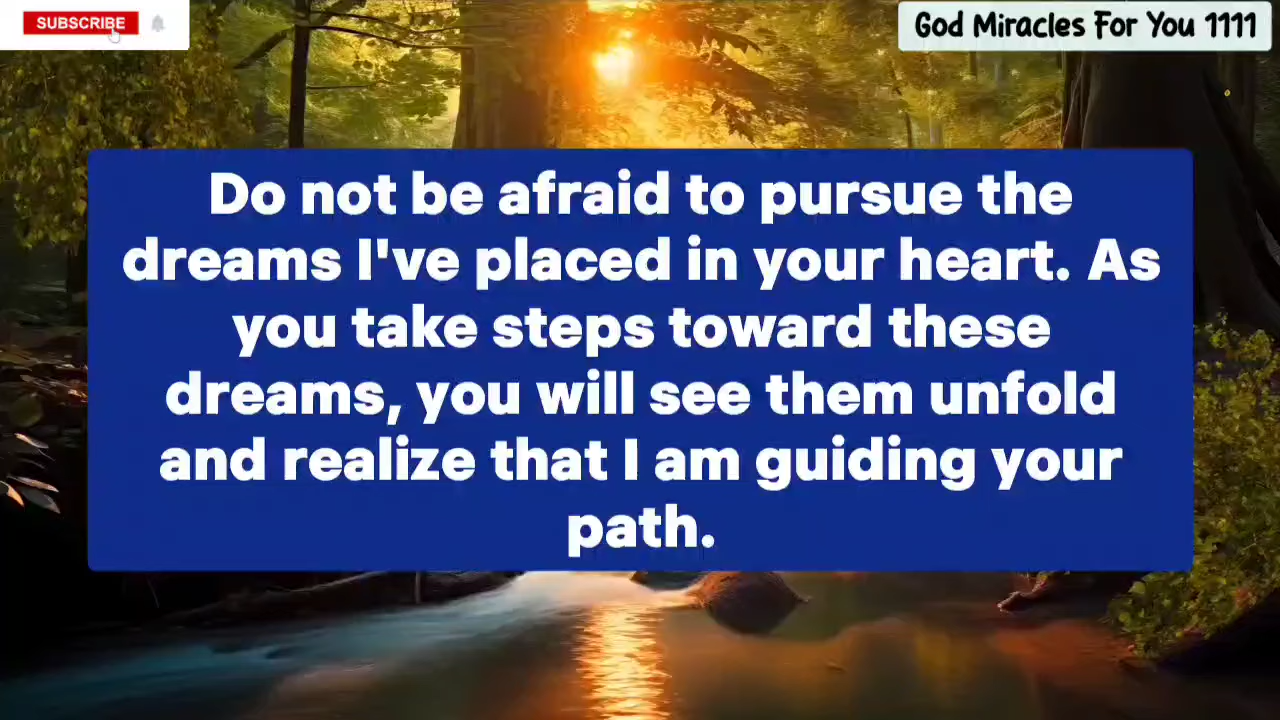 SUBSCRIBE
God Miracles For You 1111
Do not be afraid to pursue the
dreams I've placed in your heart. As
you take steps toward these
dreams, you will see them unfold
and realize that I am guiding your
path.